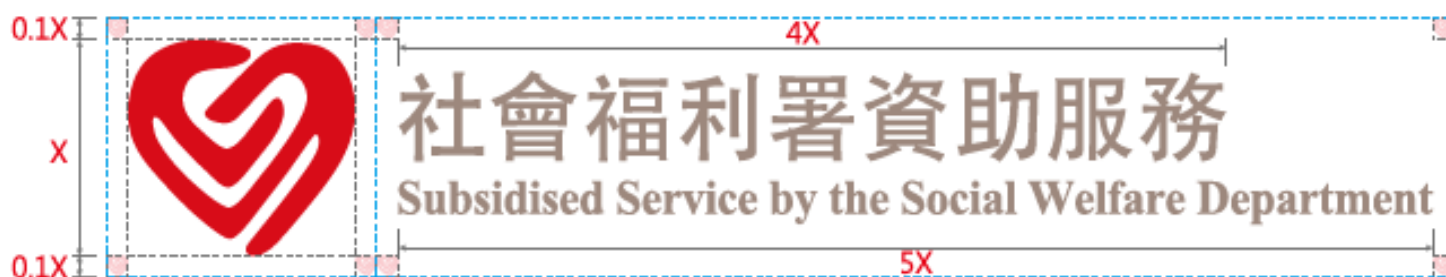 0.1X
4X
社會福利署資助服務
X
Subsidised Service by the Social Welfare Department
5X
0.1X